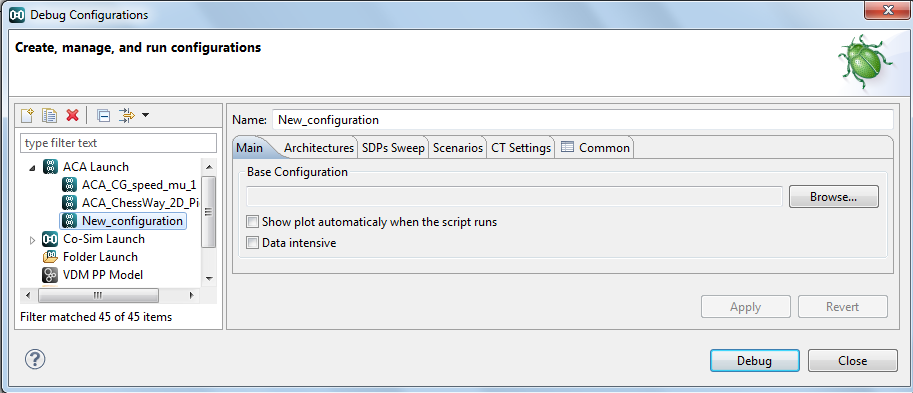 Debug Configurations
Create, manage, and run configurations
type filter text
ACA Launch
ACA_CG_speed_mu_1
ACA_ChessWay_2D_Pi
New_configuration
Co-Sim Launch
Folder Launch
VDM PP Model
Filter matched 45 of 45 items
Name: New_configuration
Main Architectures SDPs Sweep Scenarios CT Settings Common
Base Configuration
Browse...
Show plot automaticaly when the script runs
Data intensive
Apply Revert
? Debug Close